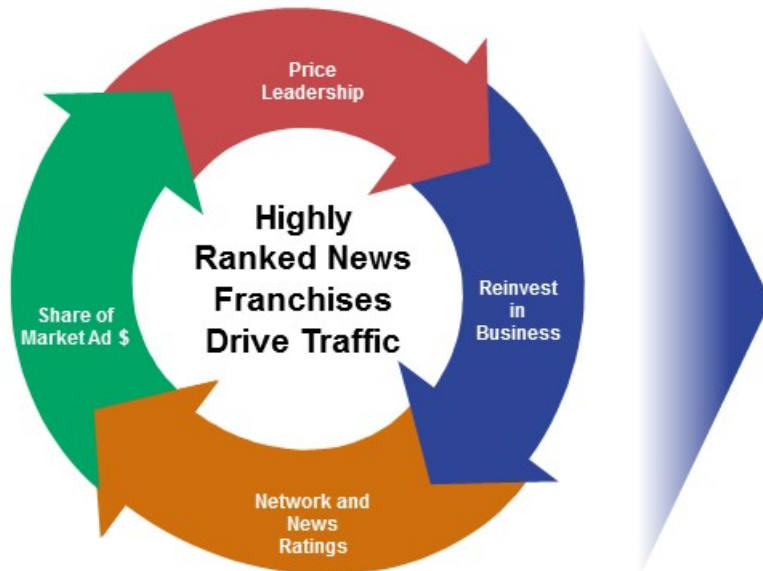 Price
Leadership
Highly
Ranked News
Franchises
Drive Traffic
Reinvest
in
Business
Share of
Market Ad $
Network and
News
Ratings